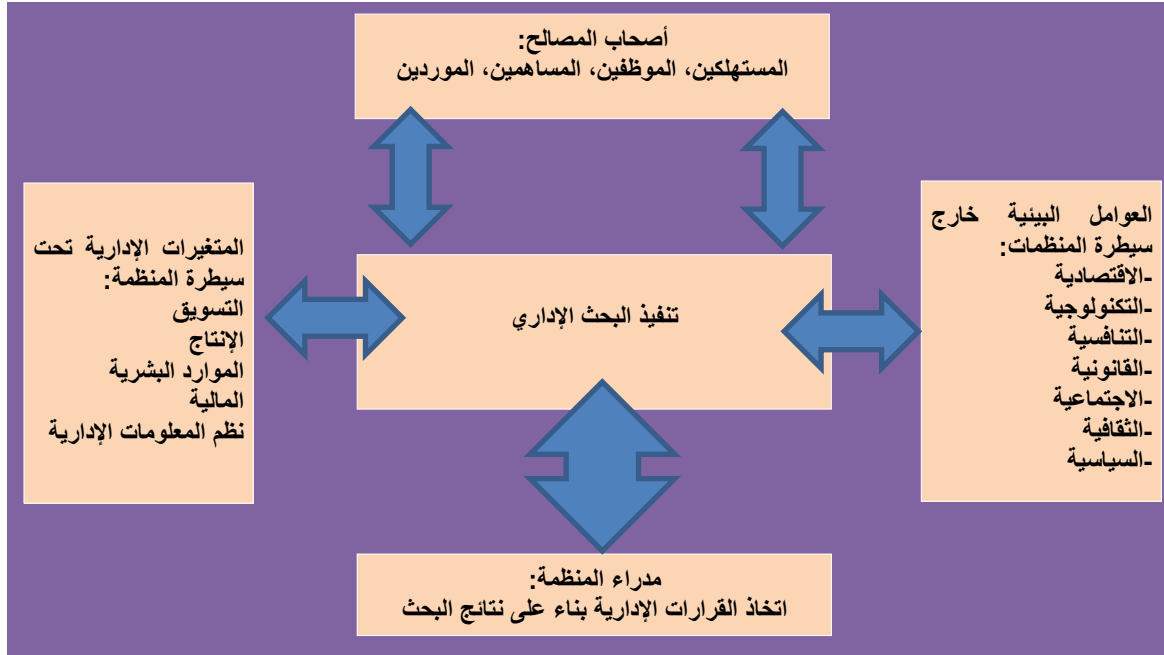 أصحاب المصالح:
المستهلكين، الموظفين، المساهمين، الموردين
العوامل البيئية خارج
سيطرة المنظمات:
-الاقتصادية
-التكنولوجية
-التنافسية
-القانونية
-الاجتماعية
-الثقافية
-السياسية
تنفيذ البحث الإداري
المتغيرات الإدارية تحت
سيطرة المنظمة:
التسويق
الإنتاج
الموارد البشرية
المالية
نظم المعلومات الإدارية
مدراء المنظمة:
اتخاذ القرارات الإدارية بناء على نتائج البحث